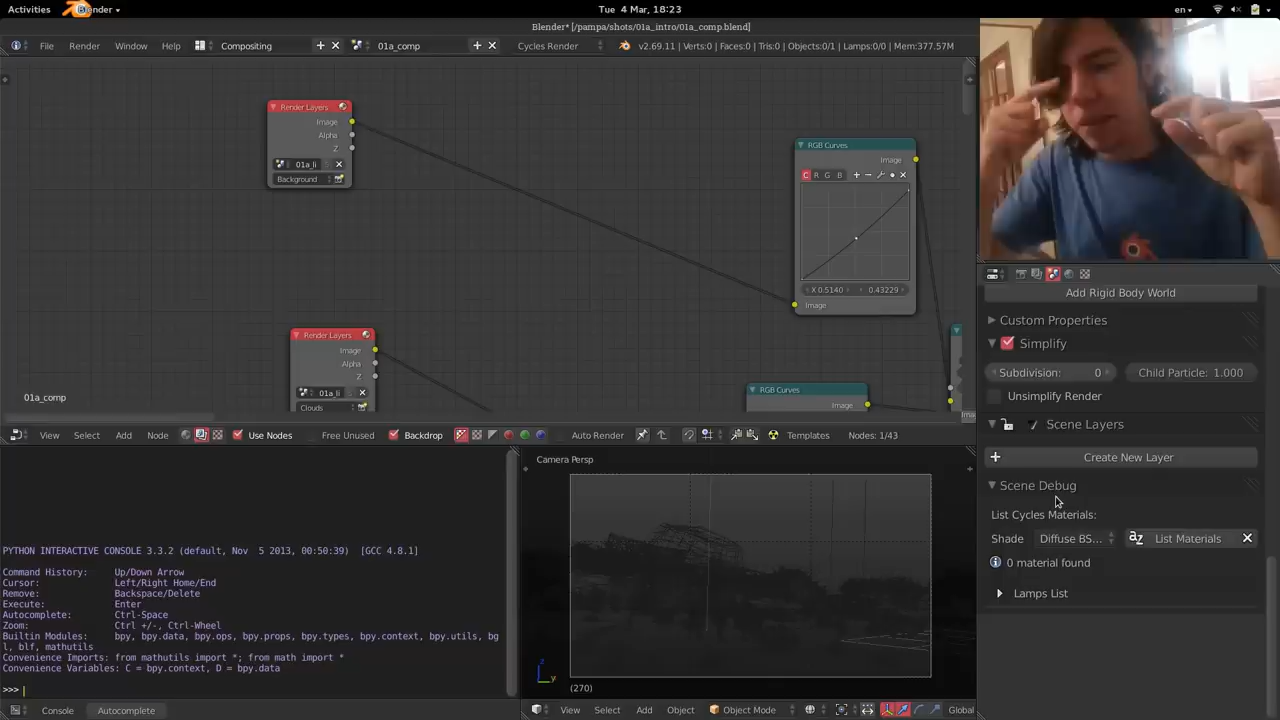 Activities Blender Tue 4 Mar, 18:23 en
Blender* [/pampa/shots/01a_intro/01a_comp.blend]
File Render Window Help Compositing 01a_comp Cycles Render v2.69.11 | Verts:0 | Faces:0 | Tris:0 | Objects:0/1 | Lamps:0/0 | Mem:377.57M
Render Layers
Image
Alpha
Z
01a_li
Background
RGB Curves
Image
C R G B
X 0.5140 0.43229
Image
Render Layers
Image
Alpha
Z
01a_li
Clouds
RGB Curves
Image
01a_comp
View Select Add Node Use Nodes Free Unused Backdrop Auto Render Templates Nodes: 1/43
PYTHON INTERACTIVE CONSOLE 3.3.2 (default, Nov  5 2013, 00:50:39)  [GCC 4.8.1]
Command History: Up/Down Arrow
Cursor: Left/Right Home/End
Remove: Backspace/Delete
Execute: Enter
Autocomplete: Ctrl-Space
Zoom: Ctrl +/-, Ctrl-Wheel
Builtin Modules: bpy, bpy.data, bpy.ops, bpy.props, bpy.types, bpy.context, bpy.utils, bg
l, blf, mathutils
Convenience Imports: from mathutils import *; from math import *
Convenience Variables: C = bpy.context, D = bpy.data
>>>
Console Autocomplete
Camera Persp
(270)
View Select Add Object Object Mode Global
Add Rigid Body World
Custom Properties
Simplify
Subdivision: 0 Child Particle: 1.000
Unsimplify Render
Scene Layers
Create New Layer
Scene Debug
List Cycles Materials:
Shade Diffuse BS... List Materials
0 material found
Lamps List